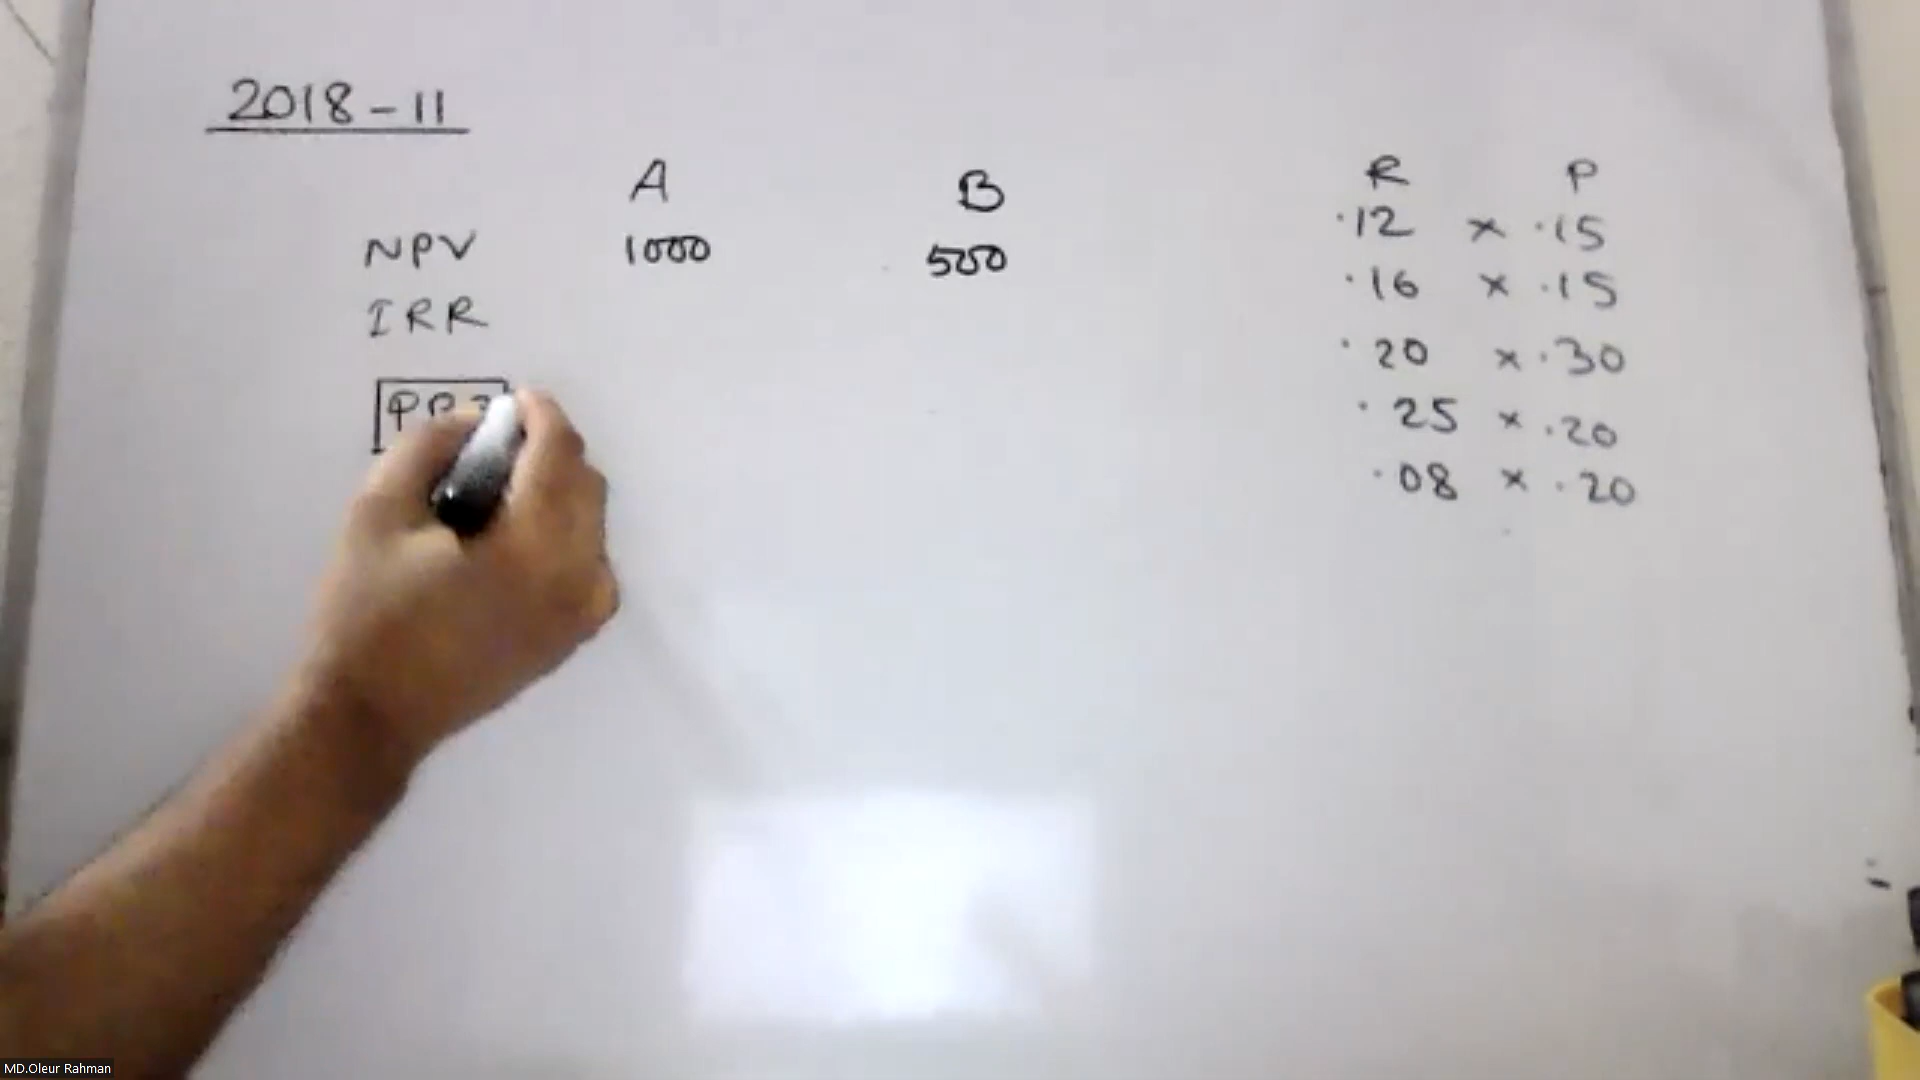 2018-11
A B R P
NPV 1000 500 .12 x .15
IRR .16 x .15
.20 x .30
.25 x .20
.08 x .20
MD.Oleur Rahman